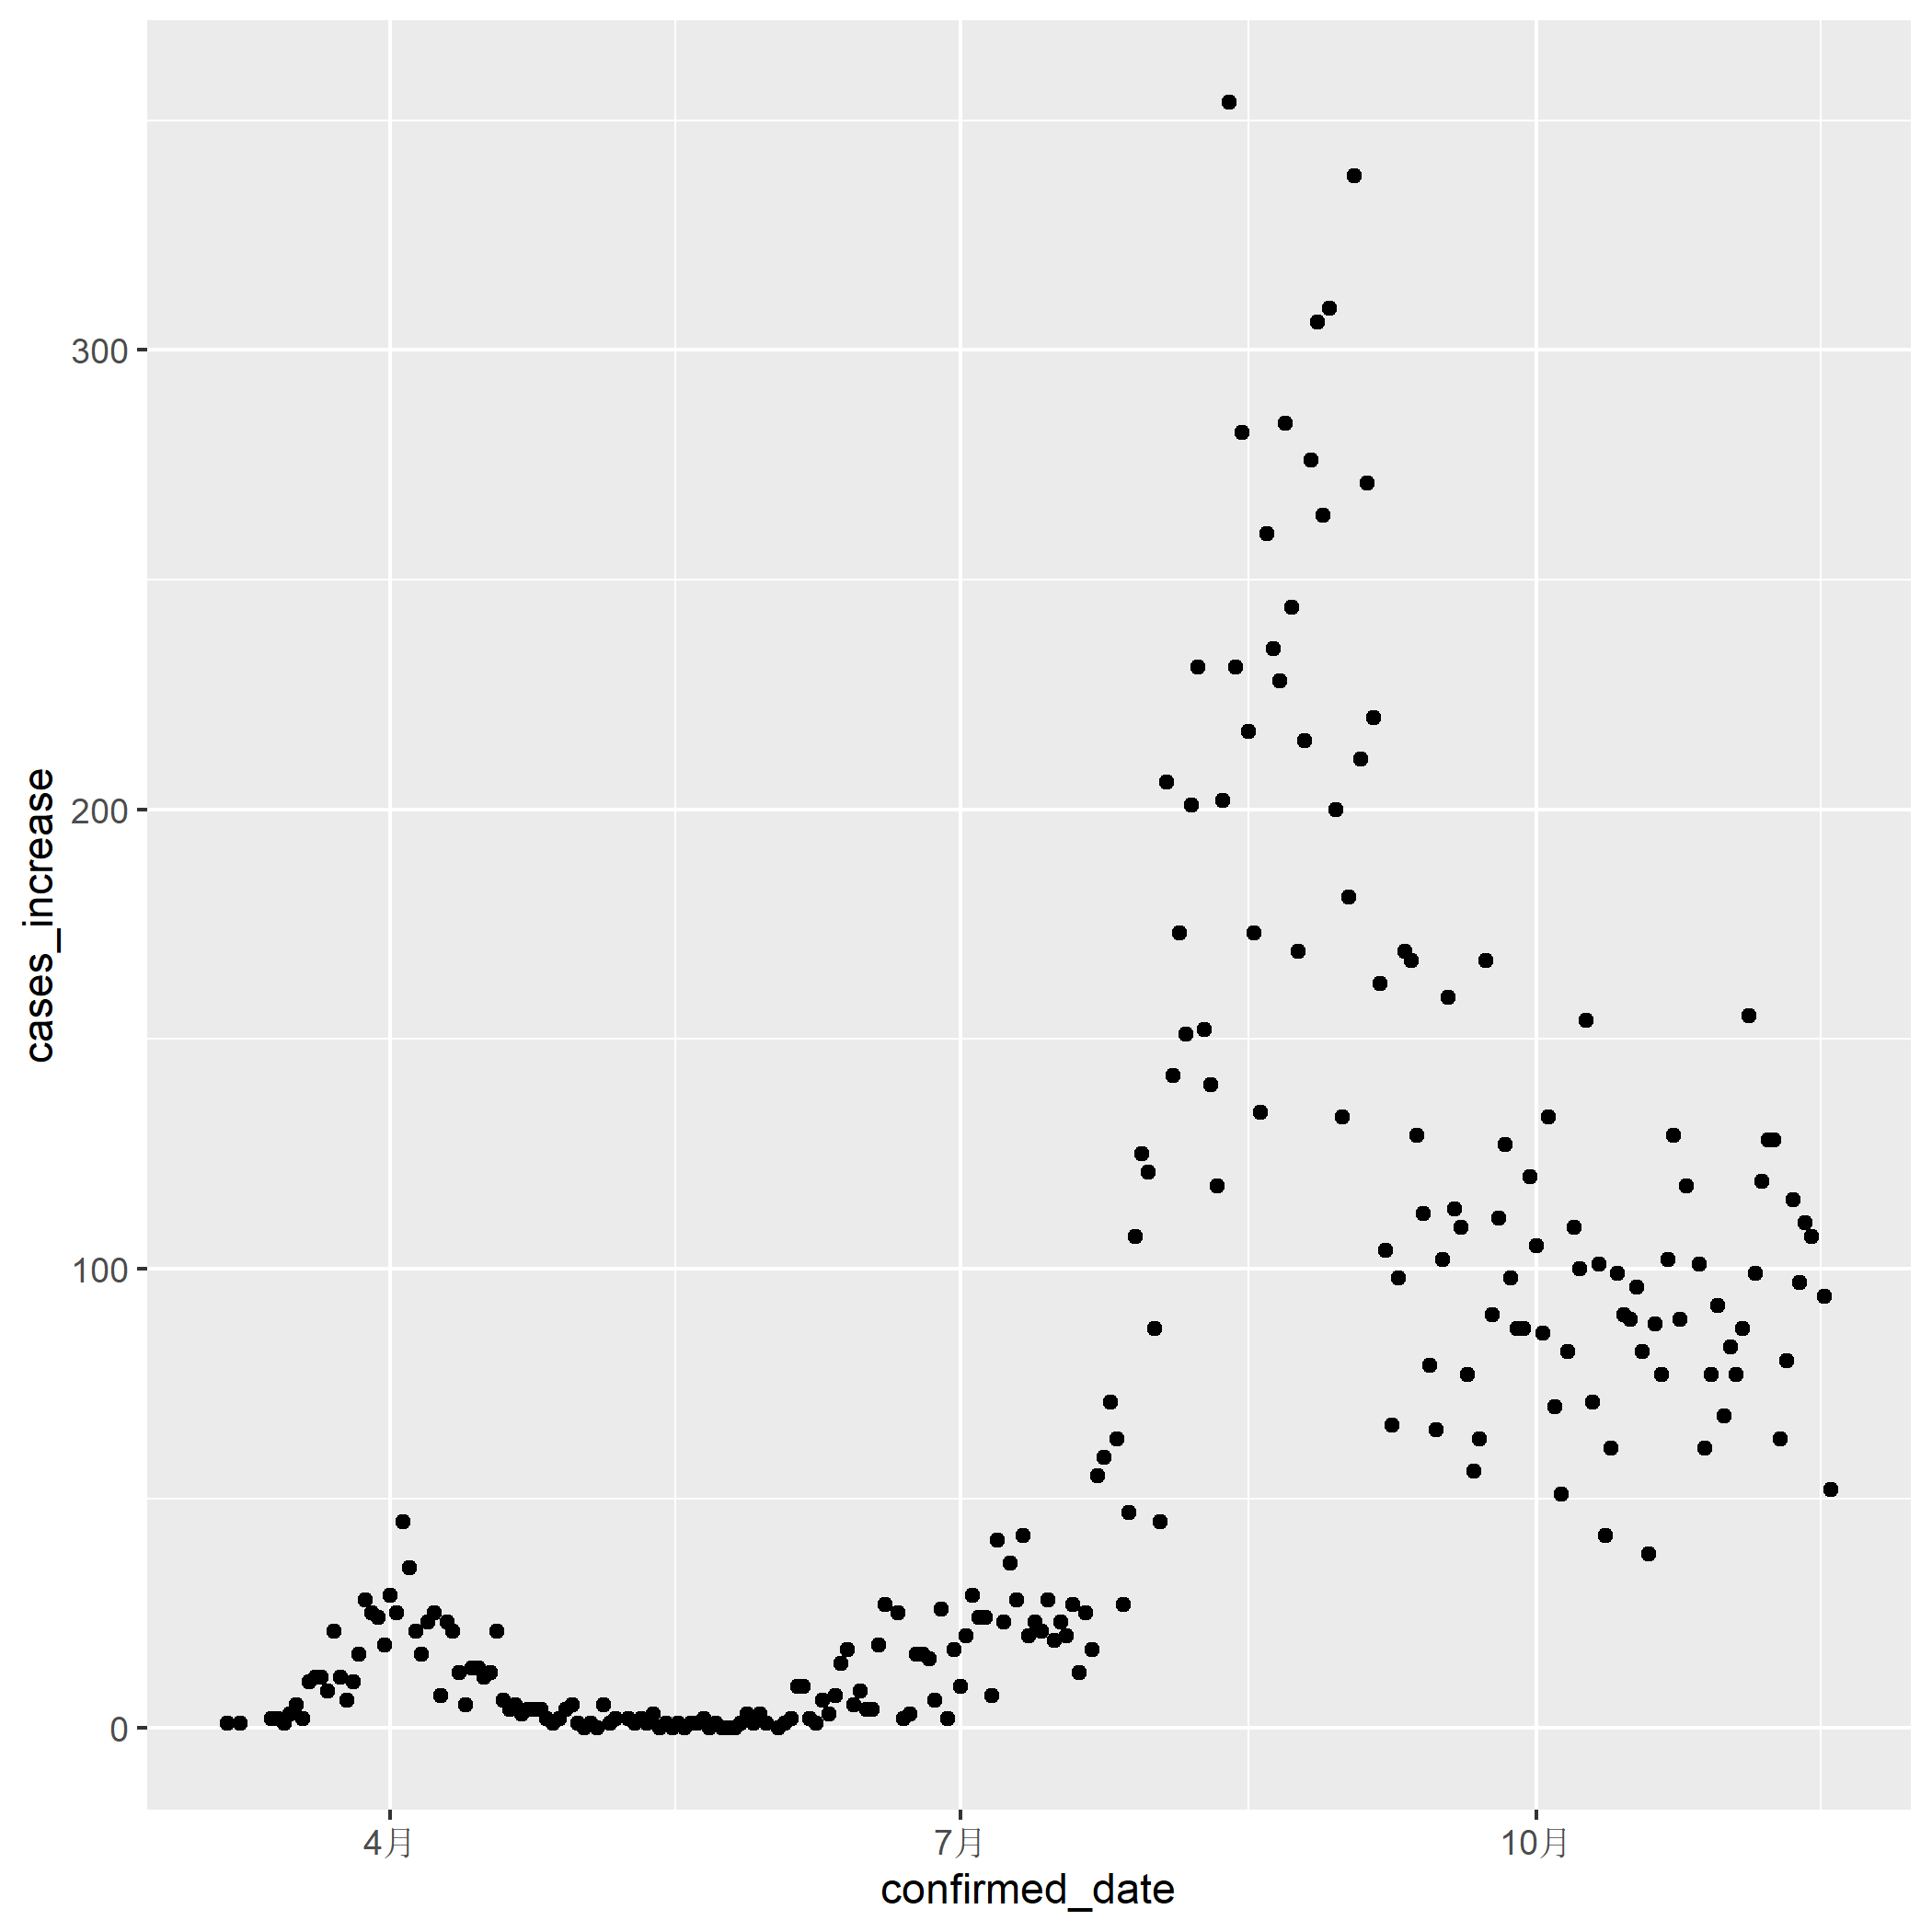 cases_increase
300
200
100
0
4月
7月
10月
confirmed_date